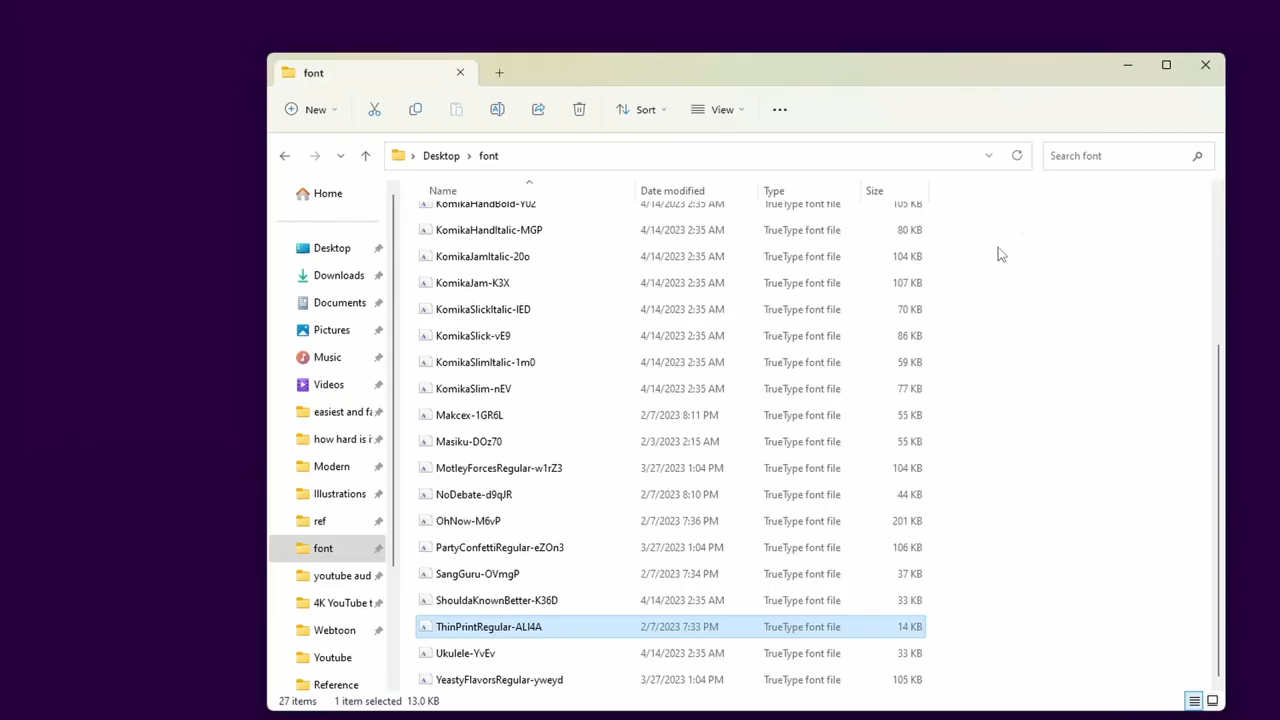 font
New
Sort
View
Desktop
font
Search font
Home
Desktop
Downloads
Documents
Pictures
Music
Videos
easiest and fa
how hard is i
Modern
Illustrations
ref
font
youtube aud
4K YouTube t
Webtoon
Youtube
Reference
Name Date modified Type Size
KomikaHandBold-Y02 4/14/2023 2:35 AM TrueType font file 105 KB
KomikaHandItalic-MGP 4/14/2023 2:35 AM TrueType font file 80 KB
KomikaJamItalic-20o 4/14/2023 2:35 AM TrueType font file 104 KB
KomikaJam-K3X 4/14/2023 2:35 AM TrueType font file 107 KB
KomikaSlickItalic-lED 4/14/2023 2:35 AM TrueType font file 70 KB
KomikaSlick-vE9 4/14/2023 2:35 AM TrueType font file 86 KB
KomikaSlimItalic-1m0 4/14/2023 2:35 AM TrueType font file 59 KB
KomikaSlim-nEV 4/14/2023 2:35 AM TrueType font file 77 KB
Makcex-1GR6L 2/7/2023 8:11 PM TrueType font file 55 KB
Masiku-DOz70 2/3/2023 2:15 AM TrueType font file 55 KB
MotleyForcesRegular-w1rZ3 3/27/2023 1:04 PM TrueType font file 104 KB
NoDebate-d9qJR 2/7/2023 8:10 PM TrueType font file 44 KB
OhNow-M6vP 2/7/2023 7:36 PM TrueType font file 201 KB
PartyConfettiRegular-eZOn3 3/27/2023 1:04 PM TrueType font file 106 KB
SangGuru-OVmgP 2/7/2023 7:34 PM TrueType font file 37 KB
ShouldaKnownBetter-K36D 4/14/2023 2:35 AM TrueType font file 33 KB
ThinPrintRegular-ALl4A 2/7/2023 7:33 PM TrueType font file 14 KB
Ukulele-YvEv 4/14/2023 2:35 AM TrueType font file 33 KB
YeastyFlavorsRegular-yweyd 3/27/2023 1:04 PM TrueType font file 105 KB
27 items 1 item selected 13.0 KB